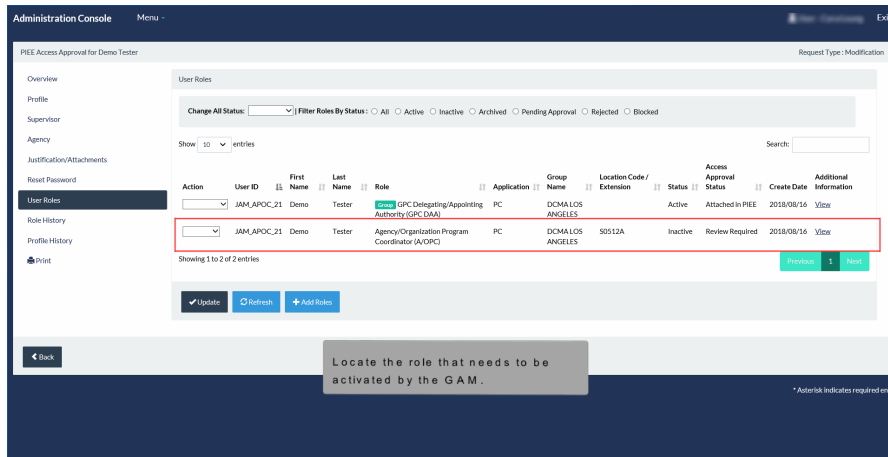 Administration Console Menu Exi
PIEE Access Approval for Demo Tester Request Type : Modification
Overview
Profile
Supervisor
Agency
Justification/Attachments
Reset Password
User Roles
Role History
Profile History
Print
User Roles
Change All Status: | Filter Roles By Status : All Active Inactive Archived Pending Approval Rejected Blocked
Show 10 entries Search:
Action User ID First Name Last Name Role Application Group Name Location Code / Extension Status Access Approval Status Create Date Additional Information
JAM_APOC_21 Demo Tester Group GPC Delegating/Appointing Authority (GPC DAA) PC DCMA LOS ANGELES Active Attached in PIEE 2018/08/16 View
JAM_APOC_21 Demo Tester Agency/Organization Program Coordinator (A/OPC) PC DCMA LOS ANGELES S0512A Inactive Review Required 2018/08/16 View
Showing 1 to 2 of 2 entries Previous 1 Next
Update Refresh + Add Roles
Back
Locate the role that needs to be
activated by the GAM.
* Asterisk indicates required en